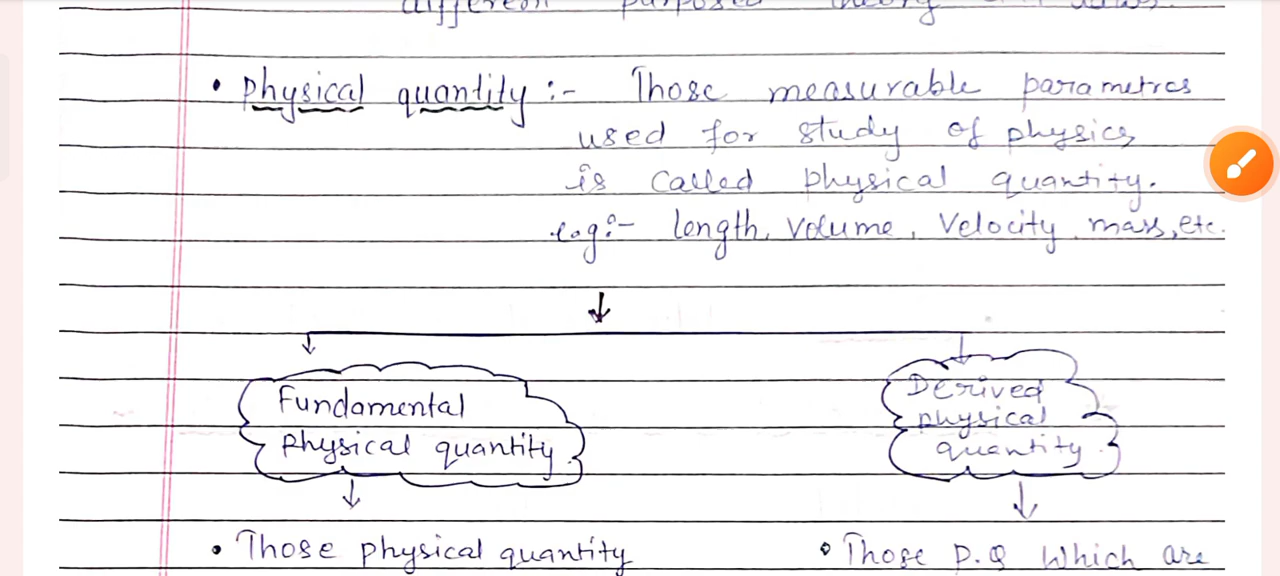 • Physical quantity :- Those measurable parametres
used for study of physics
is called physical quantity.
e.g:- length, volume, velocity, mass, etc.
Fundamental
physical quantity.
Derived
physical
quantity.
• Those physical quantity
• Those P.Q which are